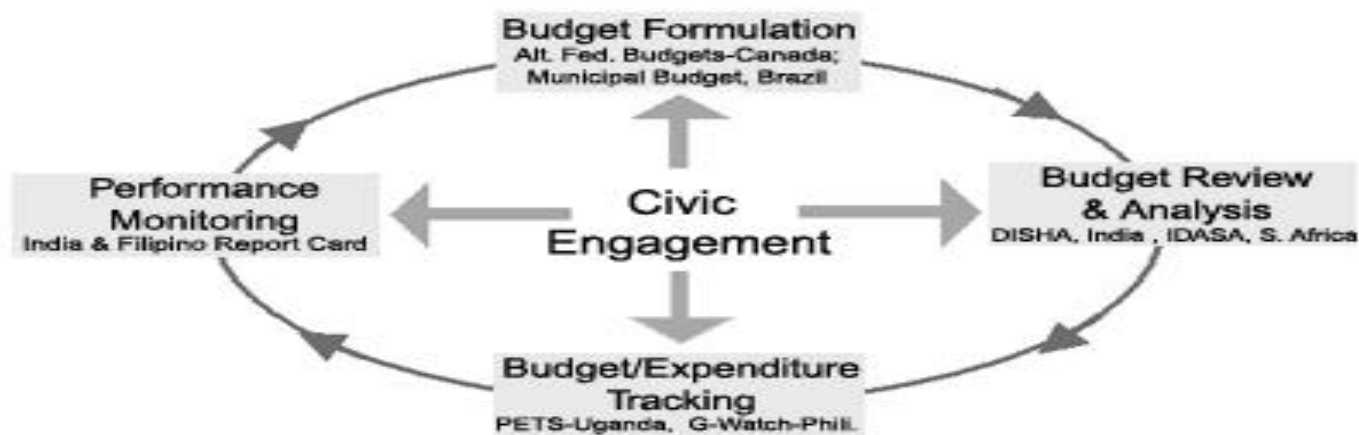 Budget Formulation
Alt. Fed. Budgets-Canada;
Municipal Budget, Brazil
Performance
Monitoring
India & Filipino Report Card
Civic
Engagement
Budget Review
& Analysis
DISHA, India , IDASA, S. Africa
Budget/Expenditure
Tracking
PETS-Uganda, G-Watch-Phili.